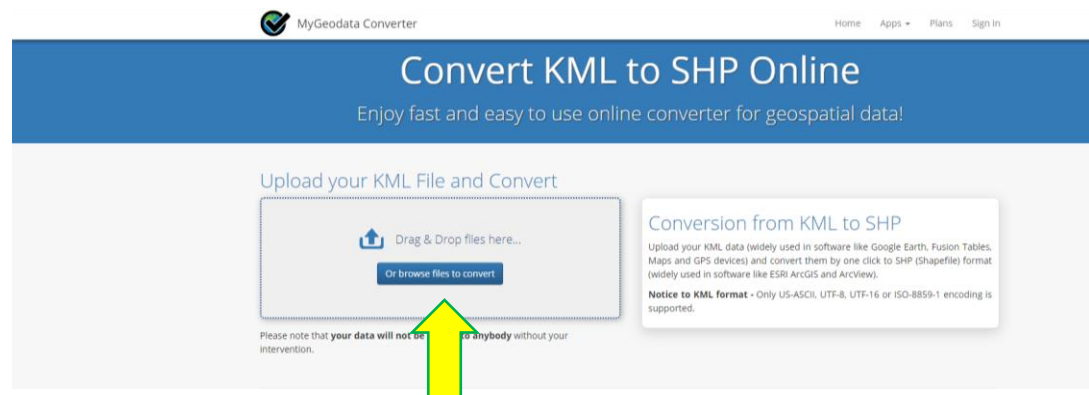 MyGeodata Converter
Home Apps Plans Sign In
Convert KML to SHP Online
Enjoy fast and easy to use online converter for geospatial data!
Upload your KML File and Convert
Drag & Drop files here...
Or browse files to convert
Please note that your data will not be to anybody without your
intervention.
Conversion from KML to SHP
Upload your KML data (widely used in software like Google Earth, Fusion Tables,
Maps and GPS devices) and convert them by one click to SHP (Shapefile) format
(widely used in software like ESRI ArcGIS and ArcView).
Notice to KML format - Only US-ASCII, UTF-8, UTF-16 or ISO-8859-1 encoding is
supported.